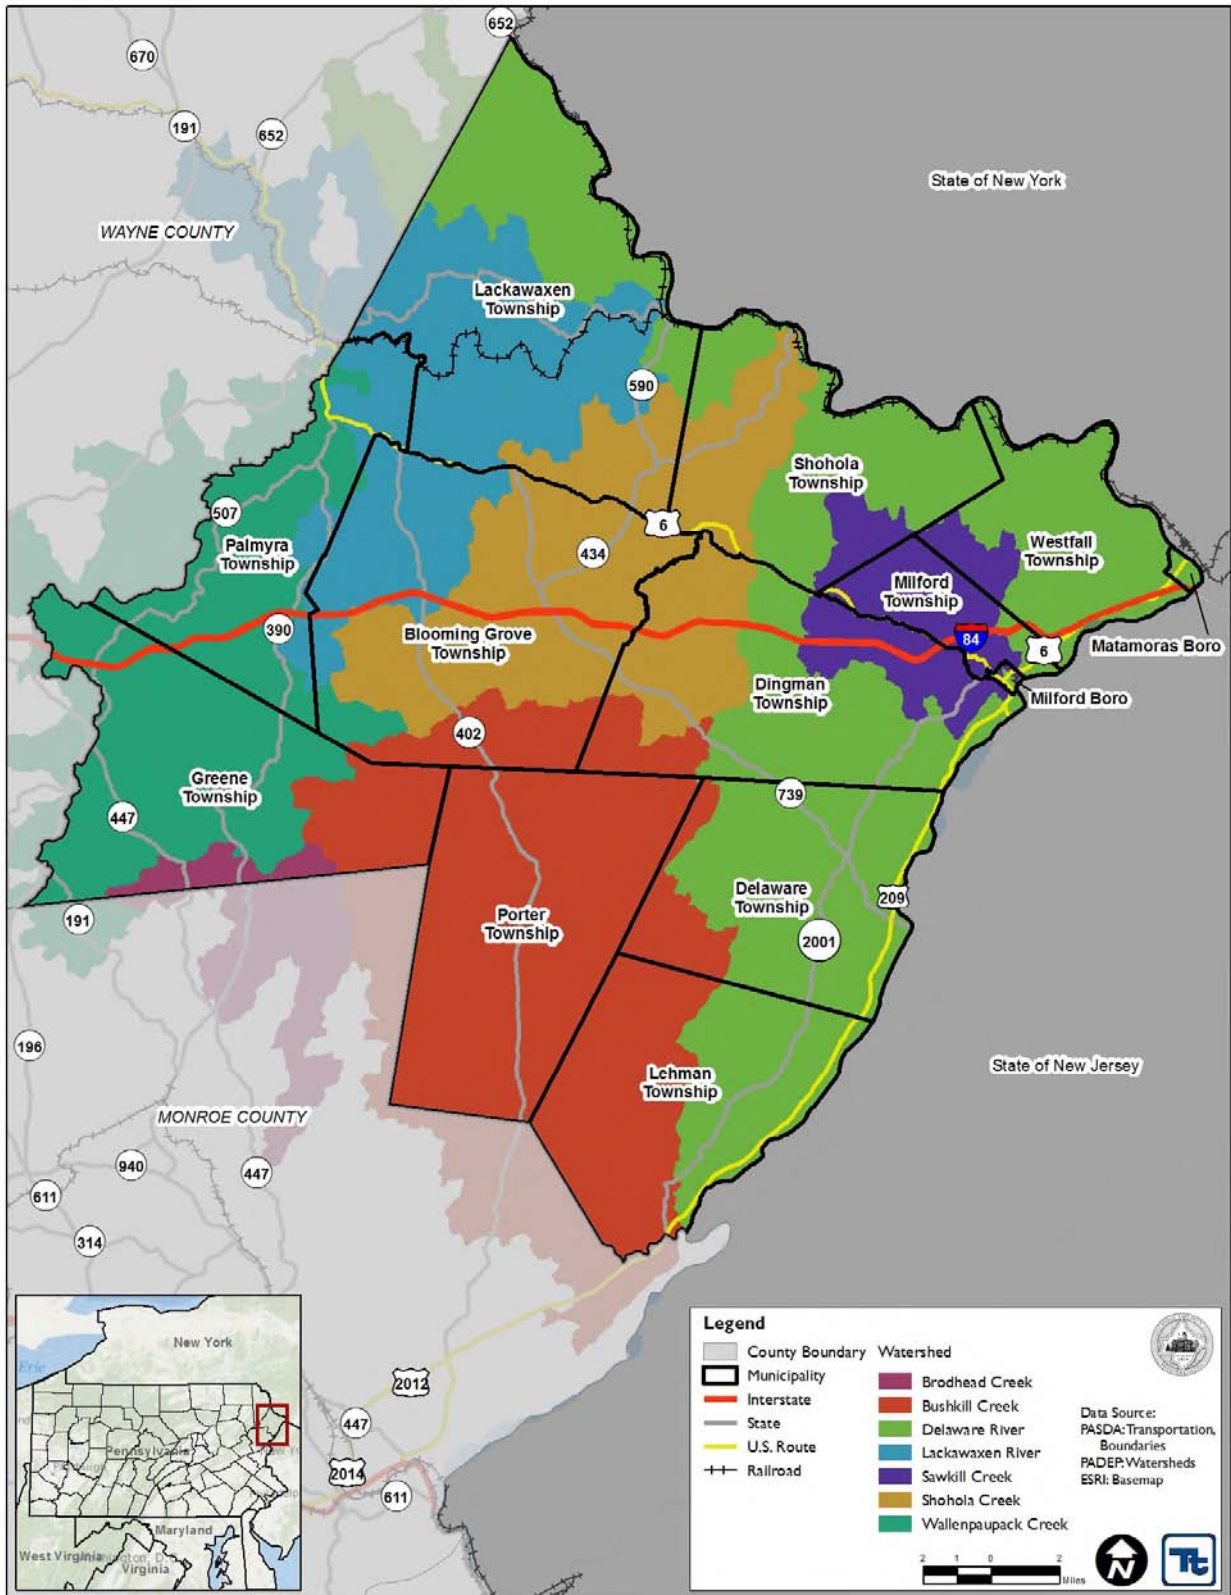 652
670
191
652
State of New York
WAYNE COUNTY
Lackawaxen
Township
590
Shohola
Township
507
6
434
Westfall
Township
Palmyra
Township
Milford
Township
390
Blooming Grove
Township
84
6
Matamoras Boro
Dingman
Township
Milford Boro
402
Greene
Township
739
447
Delaware
Township
209
191
Porter
Township
2001
196
State of New Jersey
Lehman
Township
MONROE COUNTY
940
447
611
314
2012
447
2014
611
New York
Erie
Pennsylvania
Maryland
West Virginia
Virginia
Legend
County Boundary
Municipality
Interstate
State
U.S. Route
Railroad
Watershed
Brodhead Creek
Bushkill Creek
Delaware River
Lackawaxen River
Sawkill Creek
Shohola Creek
Wallenpaupack Creek
Data Source:
PASDA: Transportation,
Boundaries
PADEP: Watersheds
ESRI: Basemap
2 1 0 2
Miles
N
Tt